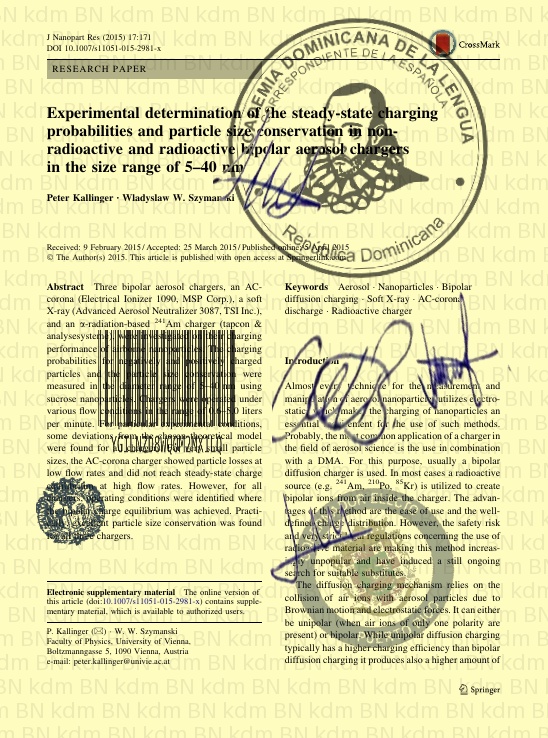 J Nanopart Res (2015) 17:171
DOI 10.1007/s11051-015-2981-x
CrossMark
RESEARCH PAPER
Experimental determination of the steady-state charging
probabilities and particle size conservation in non-
radioactive and radioactive bipolar aerosol chargers
in the size range of 5–40 nm
Peter Kallinger · Wladyslaw W. Szymanski
ACADEMIA DOMINICANA DE LA LENGUA
CORRESPONDIENTE DE LA ESPAÑOLA
República Dominicana
Received: 9 February 2015 / Accepted: 25 March 2015 / Published online: 9 April 2015
© The Author(s) 2015. This article is published with open access at Springerlink.com
Abstract Three bipolar aerosol chargers, an AC-
corona (Electrical Ionizer 1090, MSP Corp.), a soft
X-ray (Advanced Aerosol Neutralizer 3087, TSI Inc.),
and an α-radiation-based ²⁴¹Am charger (tapcon &
analysesysteme), were investigated on their charging
performance of airborne nanoparticles. The charging
probabilities for negatively and positively charged
particles and the particle size conservation were
measured in the diameter range of 5–40 nm using
sucrose nanoparticles. Chargers were operated under
various flow conditions in the range of 0.6–5.0 liters
per minute. For particular experimental conditions,
some deviations from the chosen theoretical model
were found for all chargers. For very small particle
sizes, the AC-corona charger showed particle losses at
low flow rates and did not reach steady-state charge
equilibrium at high flow rates. However, for all
chargers, operating conditions were identified where
the bipolar charge equilibrium was achieved. Practi-
cally, excellent particle size conservation was found
for all three chargers.
Electronic supplementary material The online version of
this article (doi:10.1007/s11051-015-2981-x) contains supple-
mentary material, which is available to authorized users.
P. Kallinger (✉) · W. W. Szymanski
Faculty of Physics, University of Vienna,
Boltzmanngasse 5, 1090 Vienna, Austria
e-mail: peter.kallinger@univie.ac.at
Keywords Aerosol · Nanoparticles · Bipolar
diffusion charging · Soft X-ray · AC-corona
discharge · Radioactive charger
Introduction
Almost every technique for the measurement and
manipulation of aerosol nanoparticles utilizes electro-
statics, which make the charging of nanoparticles an
essential element for the use of such methods.
Probably, the most common application of a charger in
the field of aerosol science is the use in combination
with a DMA. For this purpose, usually a bipolar
diffusion charger is used. In most cases a radioactive
source (e.g. ²⁴¹Am, ²¹⁰Po, ⁸⁵Kr) is utilized to create
bipolar ions from air inside the charger. The advan-
tages of this method are the ease of use and the well-
defined charge distribution. However, the safety risk
and very strict legal regulations concerning the use of
radioactive material are making this method increas-
ingly unpopular and have induced a still ongoing
search for suitable substitutes.
The diffusion charging mechanism relies on the
collision of air ions with aerosol particles due to
Brownian motion and electrostatic forces. It can either
be unipolar (when air ions of only one polarity are
present) or bipolar. While unipolar diffusion charging
typically has a higher charging efficiency than bipolar
diffusion charging it produces also a higher amount of
Springer